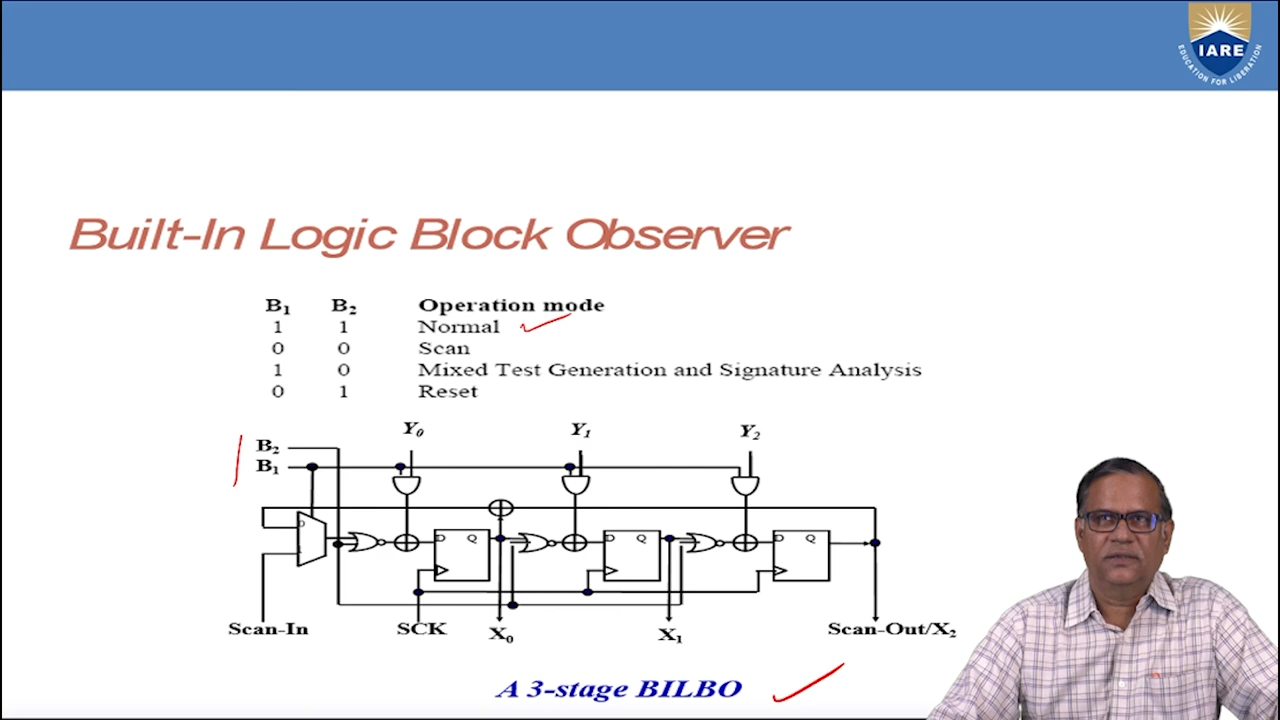 IARE
EDUCATION FOR LIBERATION
Built-In Logic Block Observer
B₁ B₂ Operation mode
1 1 Normal
0 0 Scan
1 0 Mixed Test Generation and Signature Analysis
0 1 Reset
Y₀ Y₁ Y₂
B₂
B₁
D Q D Q D Q
Scan-In SCK X₀ X₁ Scan-Out/X₂
A 3-stage BILBO